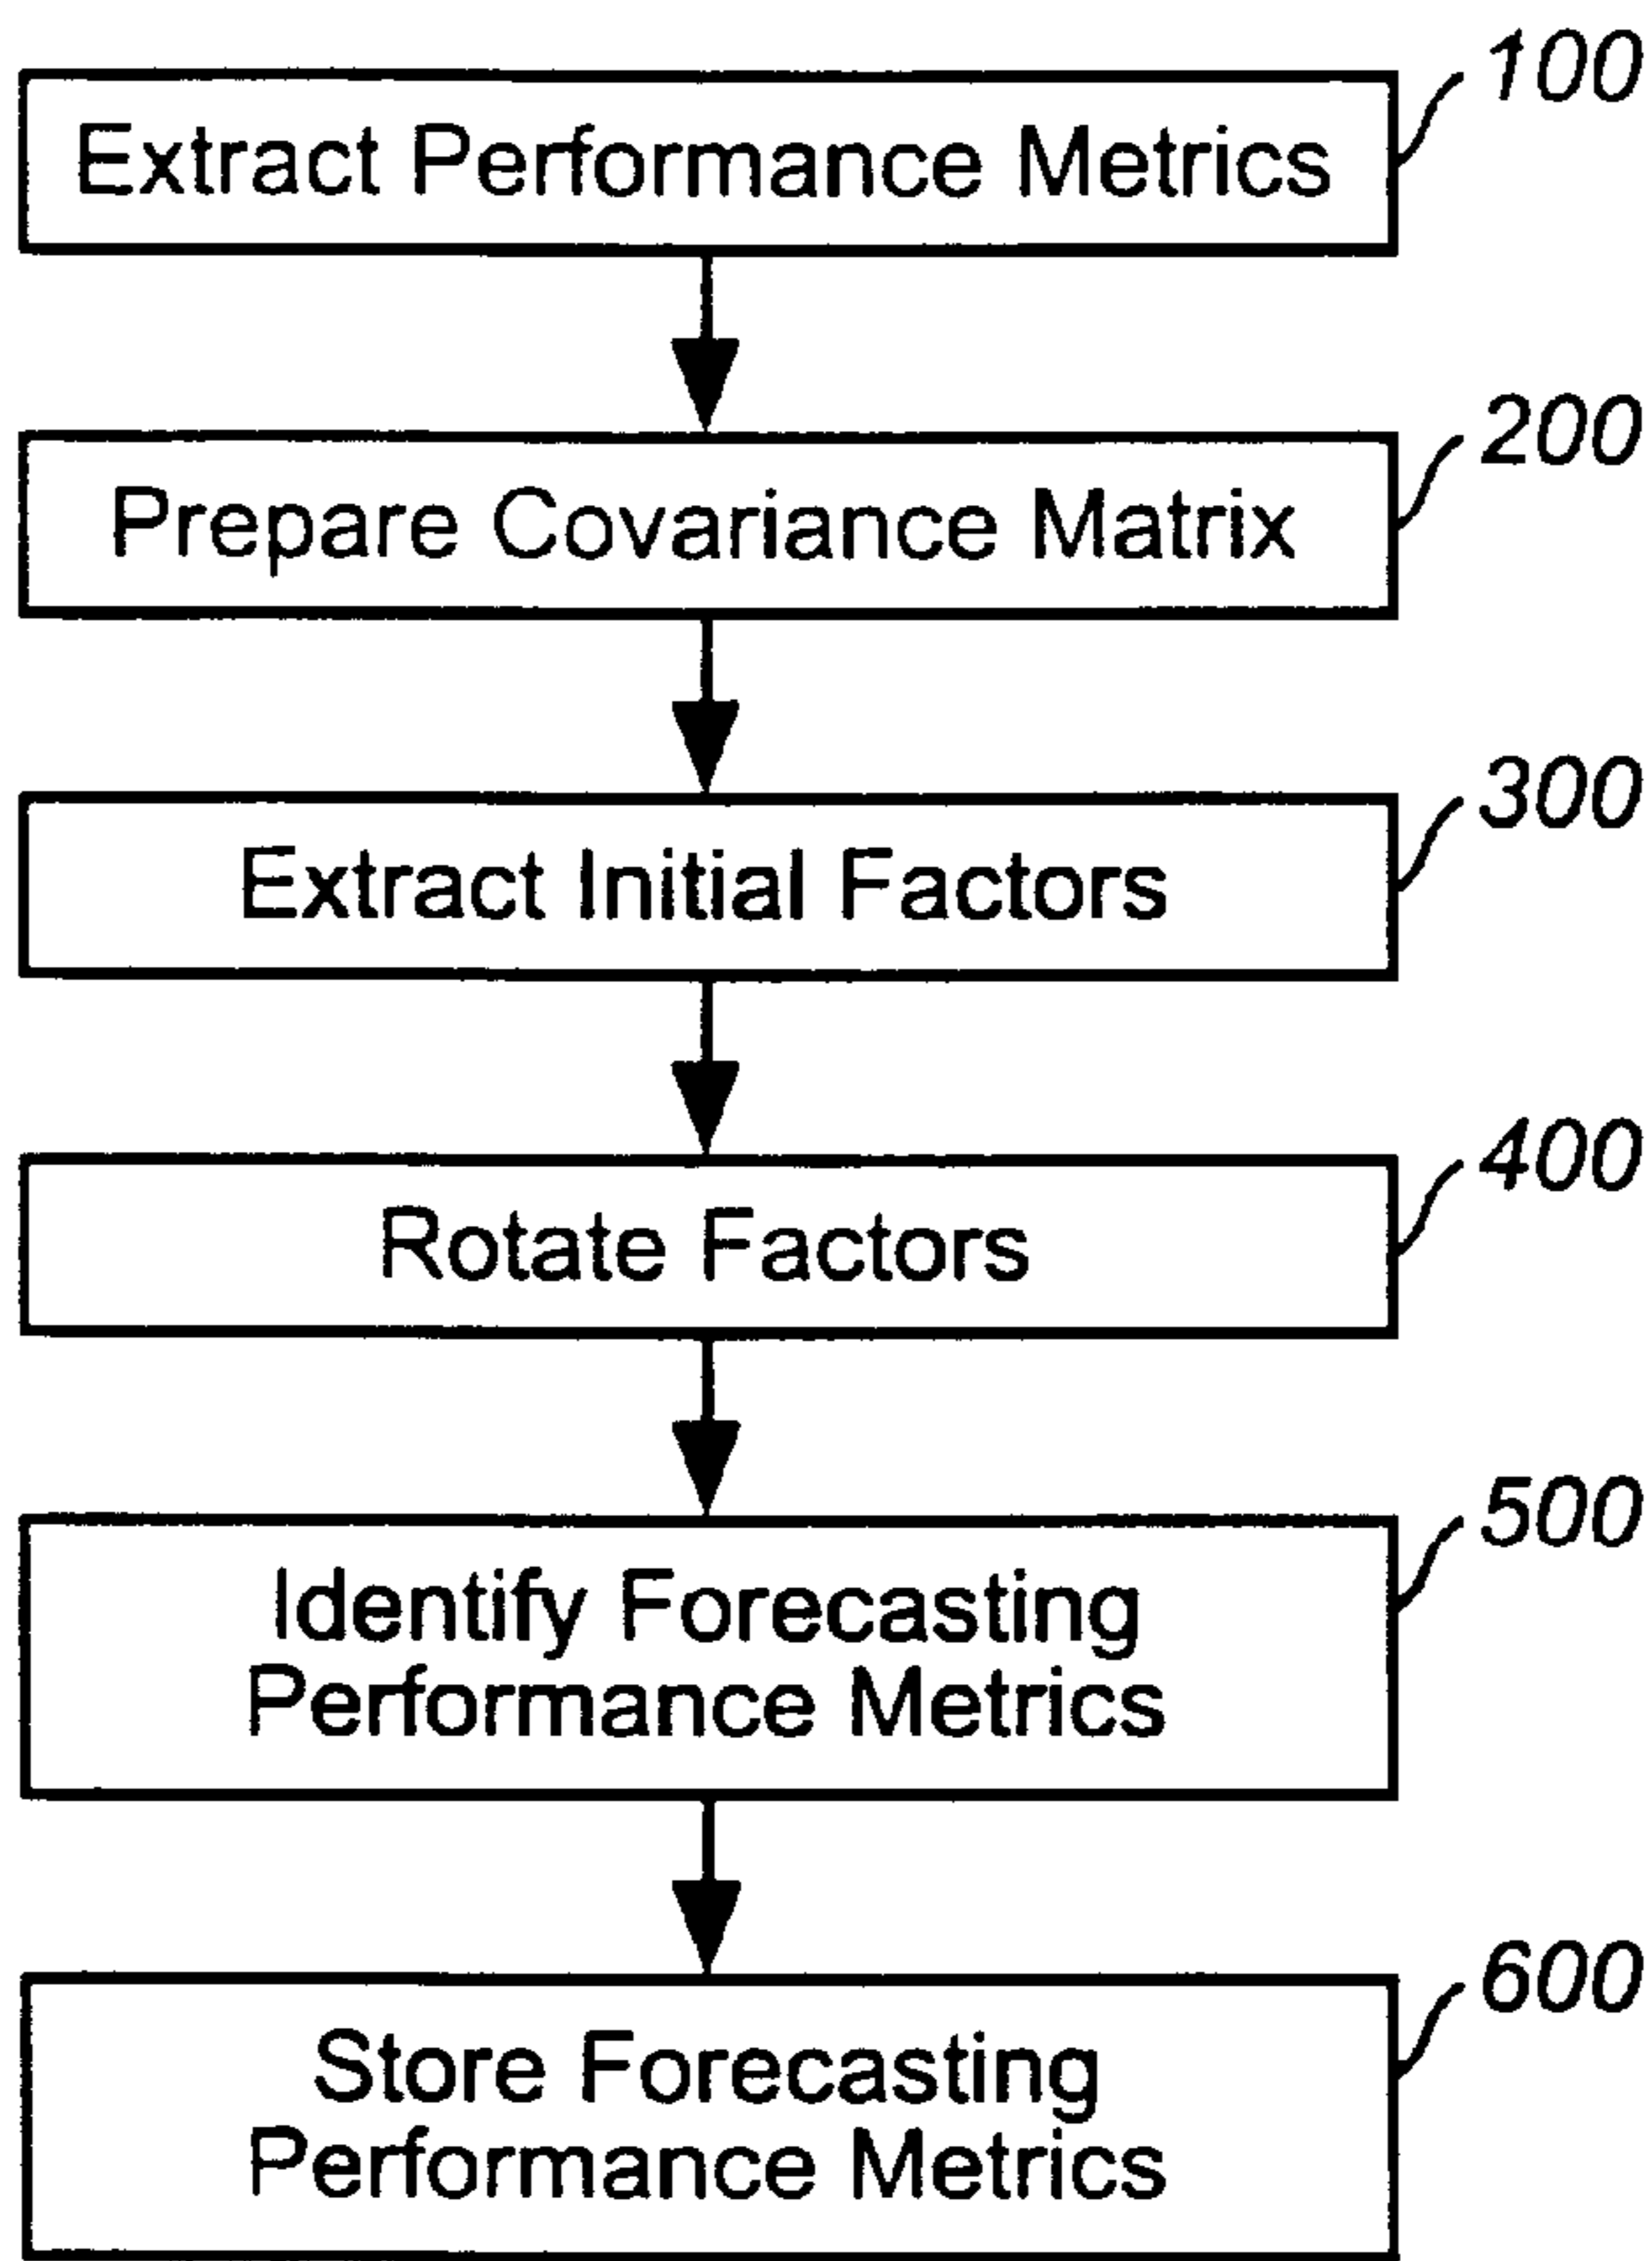 100
Extract Performance Metrics
200
Prepare Covariance Matrix
300
Extract Initial Factors
400
Rotate Factors
500
Identify Forecasting
Performance Metrics
600
Store Forecasting
Performance Metrics